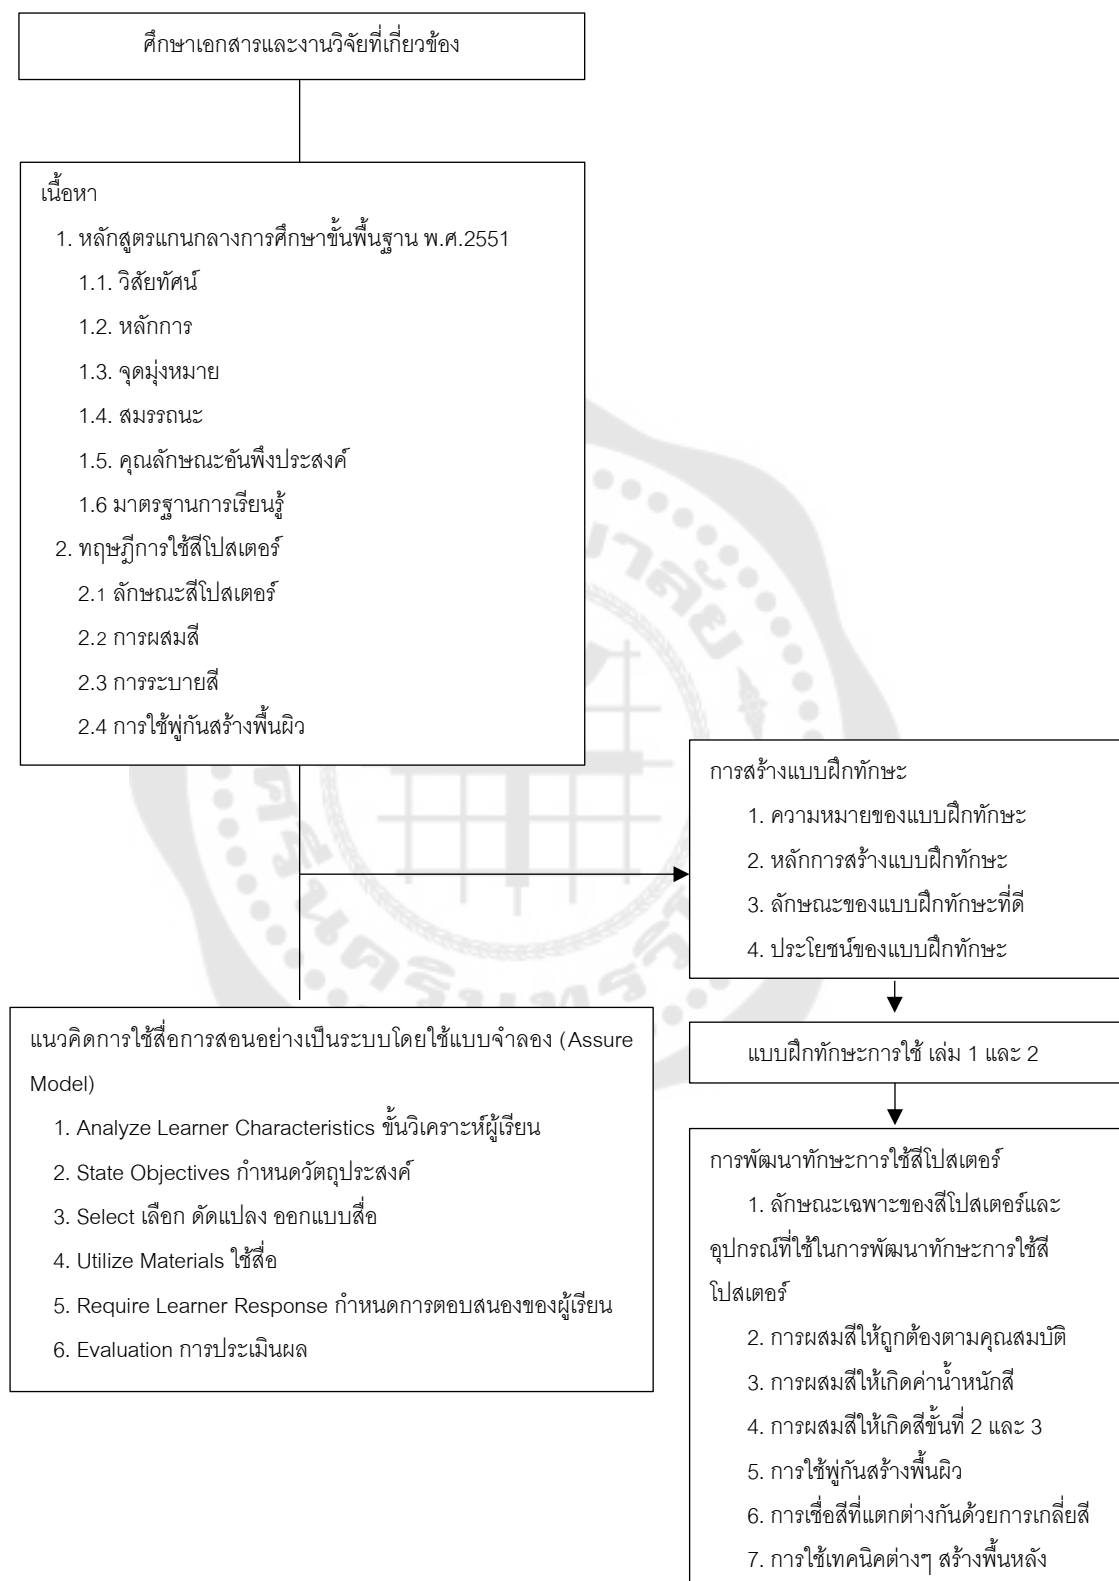 ศึกษาเอกสารและงานวิจัยที่เกี่ยวข้อง
เนื้อหา
1. หลักสูตรแกนกลางการศึกษาขั้นพื้นฐาน พ.ศ.2551
1.1. วิสัยทัศน์
1.2. หลักการ
1.3. จุดมุ่งหมาย
1.4. สมรรถนะ
1.5. คุณลักษณะอันพึงประสงค์
1.6 มาตรฐานการเรียนรู้
2. ทฤษฎีการใช้สีโปสเตอร์
2.1 ลักษณะสีโปสเตอร์
2.2 การผสมสี
2.3 การระบายสี
2.4 การใช้พู่กันสร้างพื้นผิว
การสร้างแบบฝึกทักษะ
1. ความหมายของแบบฝึกทักษะ
2. หลักการสร้างแบบฝึกทักษะ
3. ลักษณะของแบบฝึกทักษะที่ดี
4. ประโยชน์ของแบบฝึกทักษะ
แนวคิดการใช้สื่อการสอนอย่างเป็นระบบโดยใช้แบบจำลอง (Assure
Model)
1. Analyze Learner Characteristics ขั้นวิเคราะห์ผู้เรียน
2. State Objectives กำหนดวัตถุประสงค์
3. Select เลือก ดัดแปลง ออกแบบสื่อ
4. Utilize Materials ใช้สื่อ
5. Require Learner Response กำหนดการตอบสนองของผู้เรียน
6. Evaluation การประเมินผล
แบบฝึกทักษะการใช้ เล่ม 1 และ 2
การพัฒนาทักษะการใช้สีโปสเตอร์
1. ลักษณะเฉพาะของสีโปสเตอร์และ
อุปกรณ์ที่ใช้ในการพัฒนาทักษะการใช้สี
โปสเตอร์
2. การผสมสีให้ถูกต้องตามคุณสมบัติ
3. การผสมสีให้เกิดค่าน้ำหนักสี
4. การผสมสีให้เกิดสีขั้นที่ 2 และ 3
5. การใช้พู่กันสร้างพื้นผิว
6. การเชื่อสีที่แตกต่างกันด้วยการเกลี่ยสี
7. การใช้เทคนิคต่างๆ สร้างพื้นหลัง